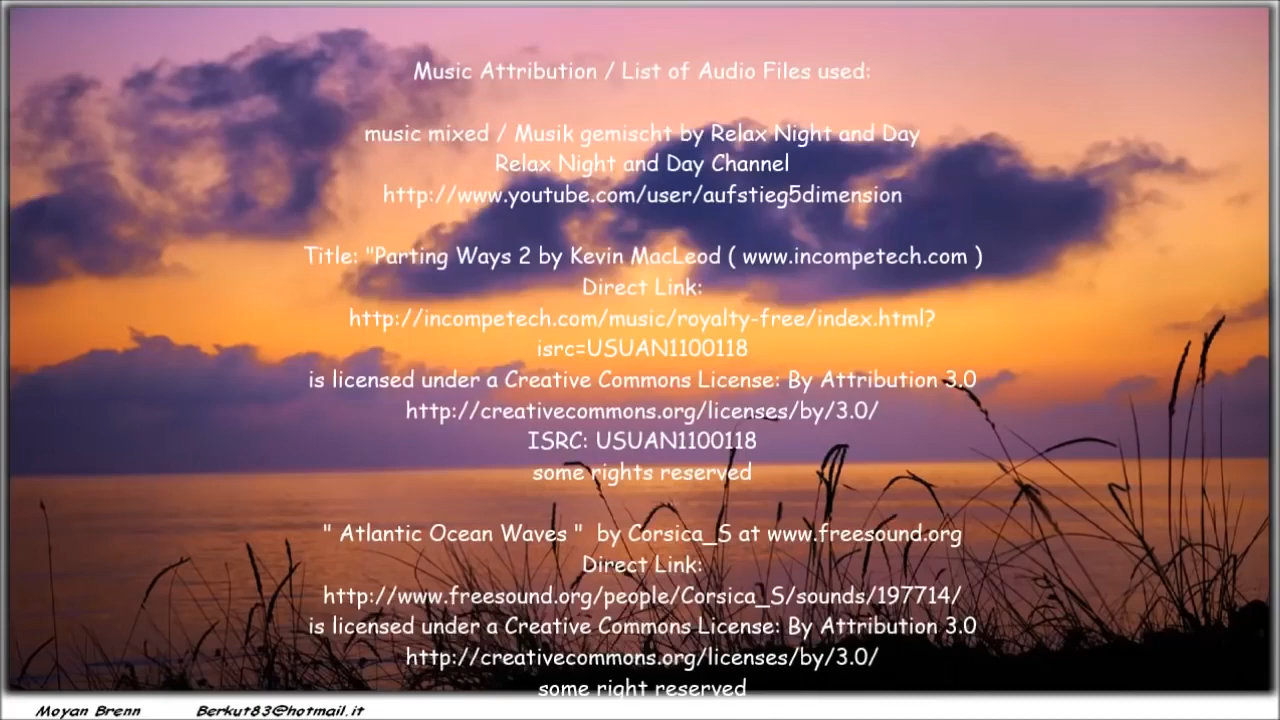 Music Attribution / List of Audio Files used:
music mixed / Musik gemischt by Relax Night and Day
Relax Night and Day Channel
http://www.youtube.com/user/aufstieg5dimension
Title: "Parting Ways 2 by Kevin MacLeod ( www.incompetech.com )
Direct Link:
http://incompetech.com/music/royalty-free/index.html?
isrc=USUAN1100118
is licensed under a Creative Commons License: By Attribution 3.0
http://creativecommons.org/licenses/by/3.0/
ISRC: USUAN1100118
some rights reserved
" Atlantic Ocean Waves "  by Corsica_S at www.freesound.org
Direct Link:
http://www.freesound.org/people/Corsica_S/sounds/197714/
is licensed under a Creative Commons License: By Attribution 3.0
http://creativecommons.org/licenses/by/3.0/
some right reserved
Moyan Brenn Berkut83@hotmail.it